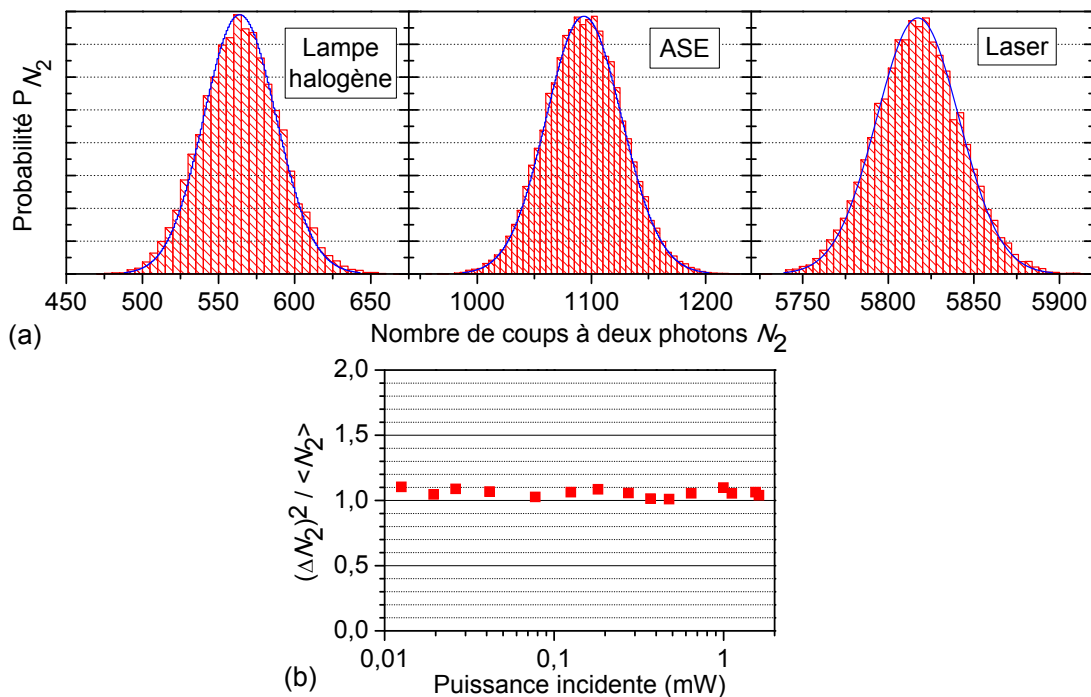 Probabilité P N2
Lampe
halogène
ASE
Laser
450 500 550 600 650 1000 1100 1200 5750 5800 5850 5900
Nombre de coups à deux photons N2
(a)
(ΔN2)2 / <N2>
2,0
1,5
1,0
0,5
0,0
0,01 0,1 1
Puissance incidente (mW)
(b)